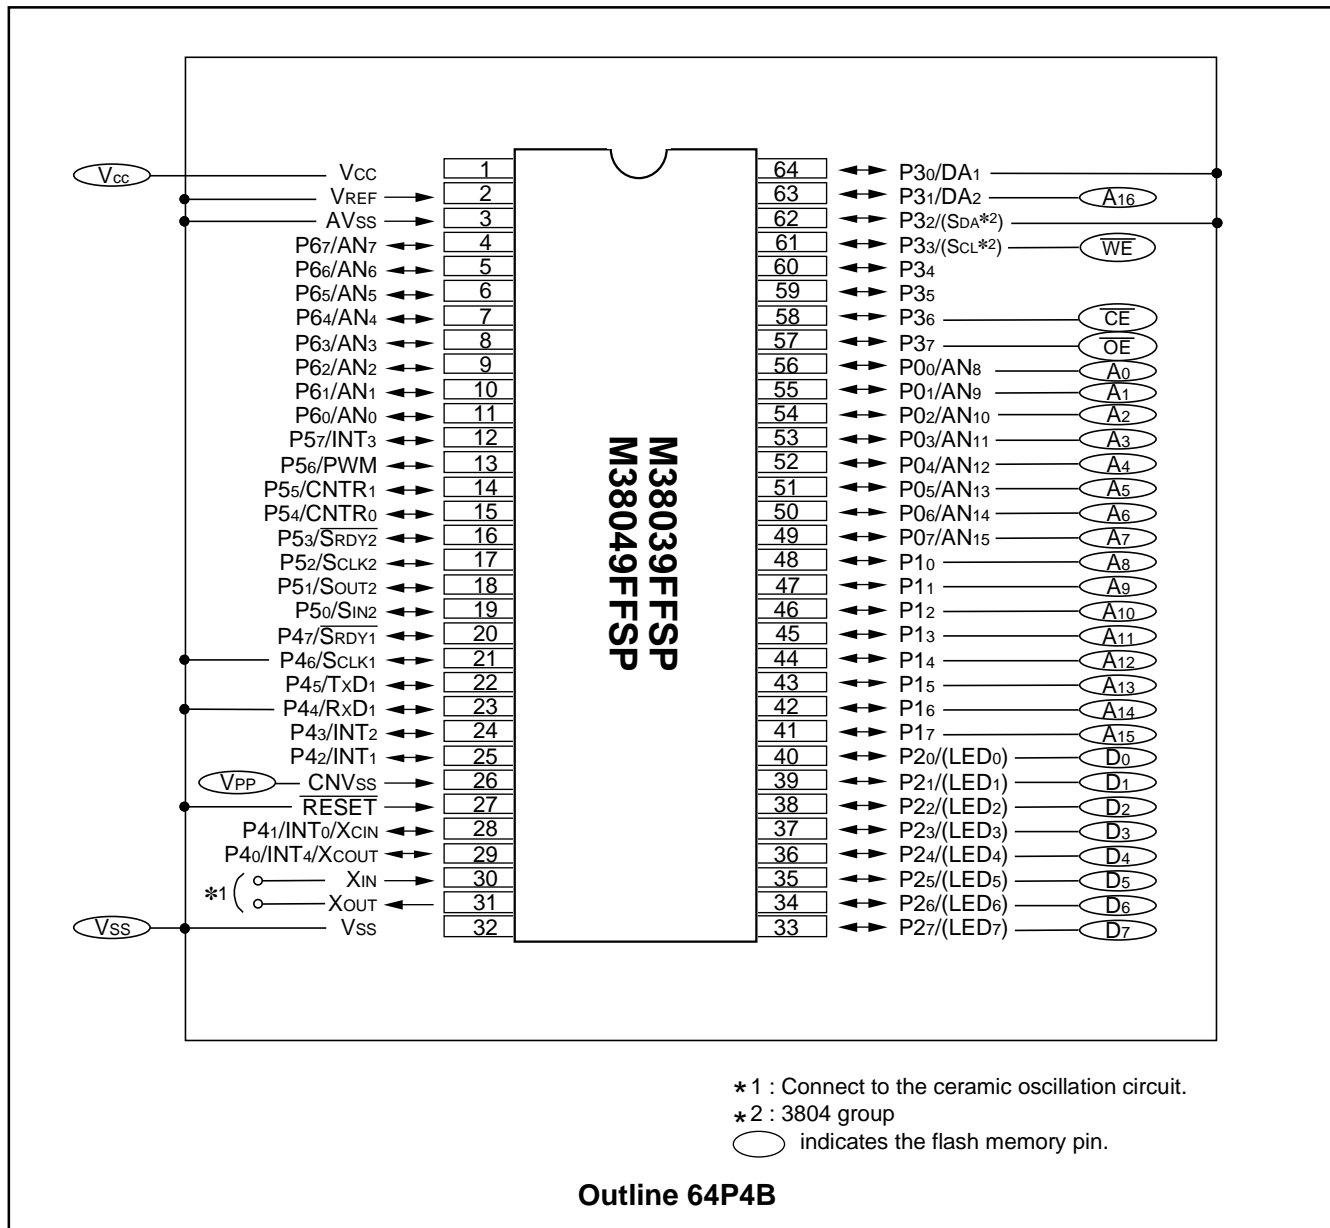 Vcc VCC 1 64 P30/DA1
VREF 2 63 P31/DA2 A16
AVSS 3 62 P32/(SDA*2)
P67/AN7 4 61 P33/(SCL*2) WE
P66/AN6 5 60 P34
P65/AN5 6 59 P35
P64/AN4 7 58 P36 CE
P63/AN3 8 57 P37 OE
P62/AN2 9 56 P00/AN8 A0
P61/AN1 10 55 P01/AN9 A1
P60/AN0 11 54 P02/AN10 A2
P57/INT3 12 53 P03/AN11 A3
P56/PWM 13 52 P04/AN12 A4
P55/CNTR1 14 51 P05/AN13 A5
P54/CNTR0 15 50 P06/AN14 A6
P53/SRDY2 16 49 P07/AN15 A7
P52/SCLK2 17 48 P10 A8
P51/SOUT2 18 47 P11 A9
P50/SIN2 19 46 P12 A10
P47/SRDY1 20 45 P13 A11
P46/SCLK1 21 44 P14 A12
P45/TxD1 22 43 P15 A13
P44/RxD1 23 42 P16 A14
P43/INT2 24 41 P17 A15
P42/INT1 25 40 P20/(LED0) D0
VPP CNVSS 26 39 P21/(LED1) D1
RESET 27 38 P22/(LED2) D2
P41/INT0/XCIN 28 37 P23/(LED3) D3
P40/INT4/XCOUT 29 36 P24/(LED4) D4
*1 XIN 30 35 P25/(LED5) D5
XOUT 31 34 P26/(LED6) D6
VSS VSS 32 33 P27/(LED7) D7
M38039FFSP
M38049FFSP
*1 : Connect to the ceramic oscillation circuit.
*2 : 3804 group
indicates the flash memory pin.
Outline 64P4B